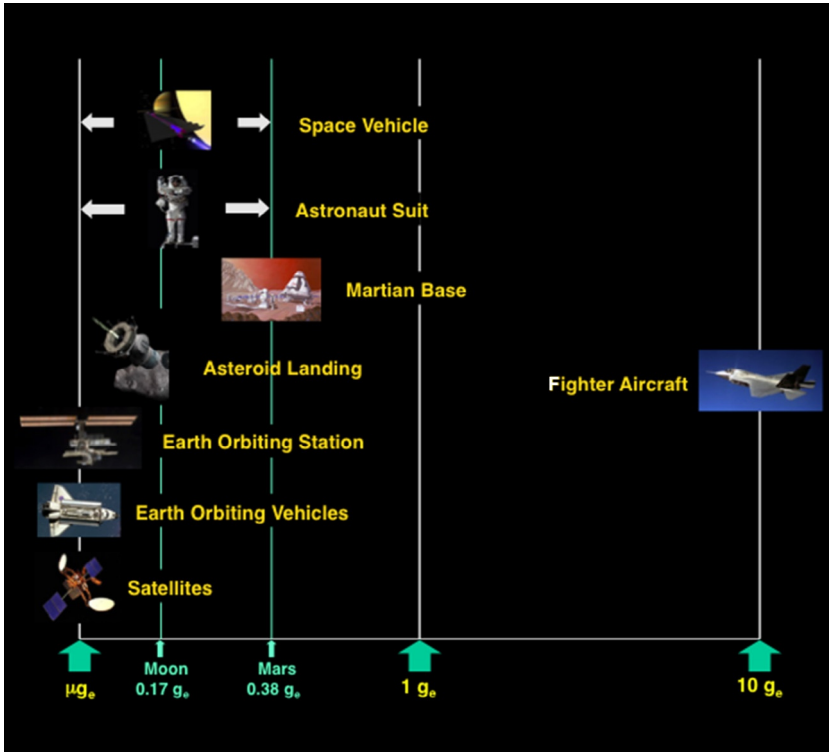 Space Vehicle
Astronaut Suit
Martian Base
Asteroid Landing
Fighter Aircraft
Earth Orbiting Station
Earth Orbiting Vehicles
Satellites
μgₑ
Moon
0.17 gₑ
Mars
0.38 gₑ
1 gₑ
10 gₑ